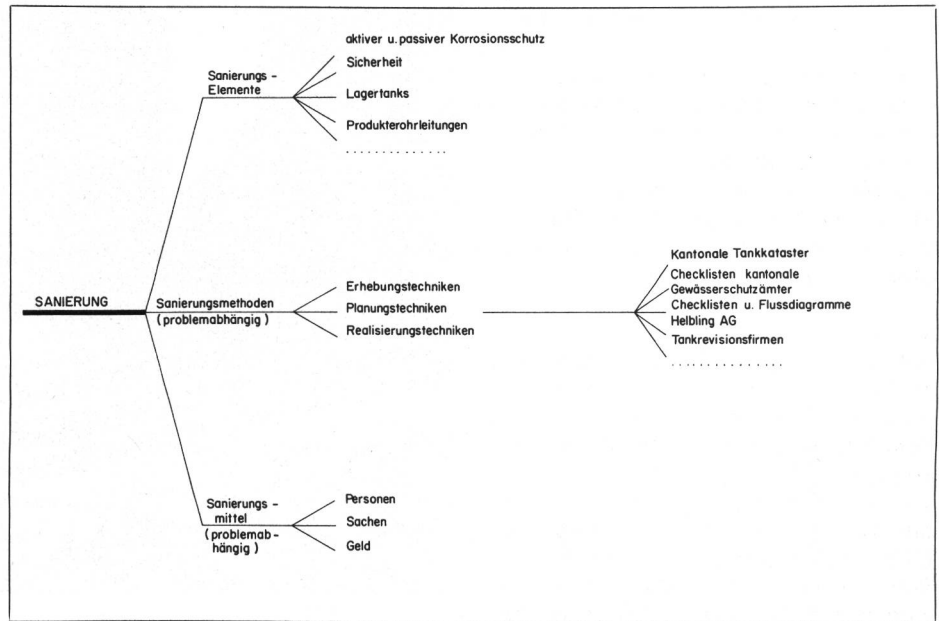 aktiver u. passiver Korrosionsschutz
Sicherheit
Sanierungs -
Elemente
Lagertanks
Produkterohrleitungen
. . . . . . . . . . . . . .
SANIERUNG
Sanierungsmethoden
(problemabhängig)
Erhebungstechniken
Planungstechniken
Realisierungstechniken
Kantonale Tankkataster
Checklisten kantonale
Gewässerschutzämter
Checklisten u. Flussdiagramme
Helbling AG
Tankrevisionsfirmen
. . . . . . . . . . . . . . .
Sanierungs -
mittel
(problemab-
hängig)
Personen
Sachen
Geld